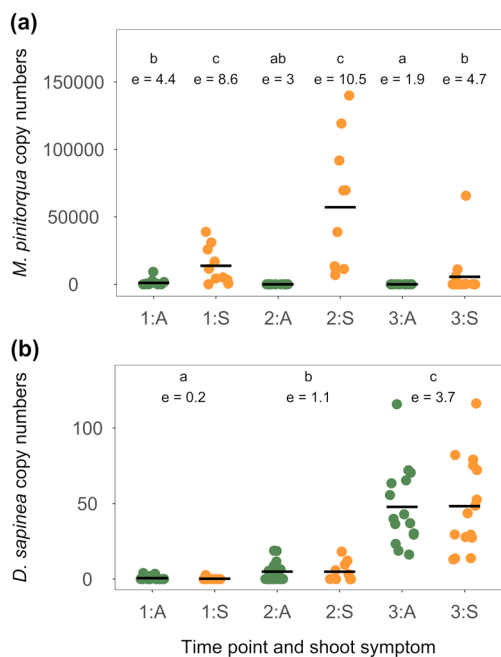 (a)
b c ab c a b
e = 4.4 e = 8.6 e = 3 e = 10.5 e = 1.9 e = 4.7
M. pinitorqua copy numbers
150000
100000
50000
0
1:A 1:S 2:A 2:S 3:A 3:S
(b)
a b c
e = 0.2 e = 1.1 e = 3.7
D. sapinea copy numbers
100
50
0
1:A 1:S 2:A 2:S 3:A 3:S
Time point and shoot symptom